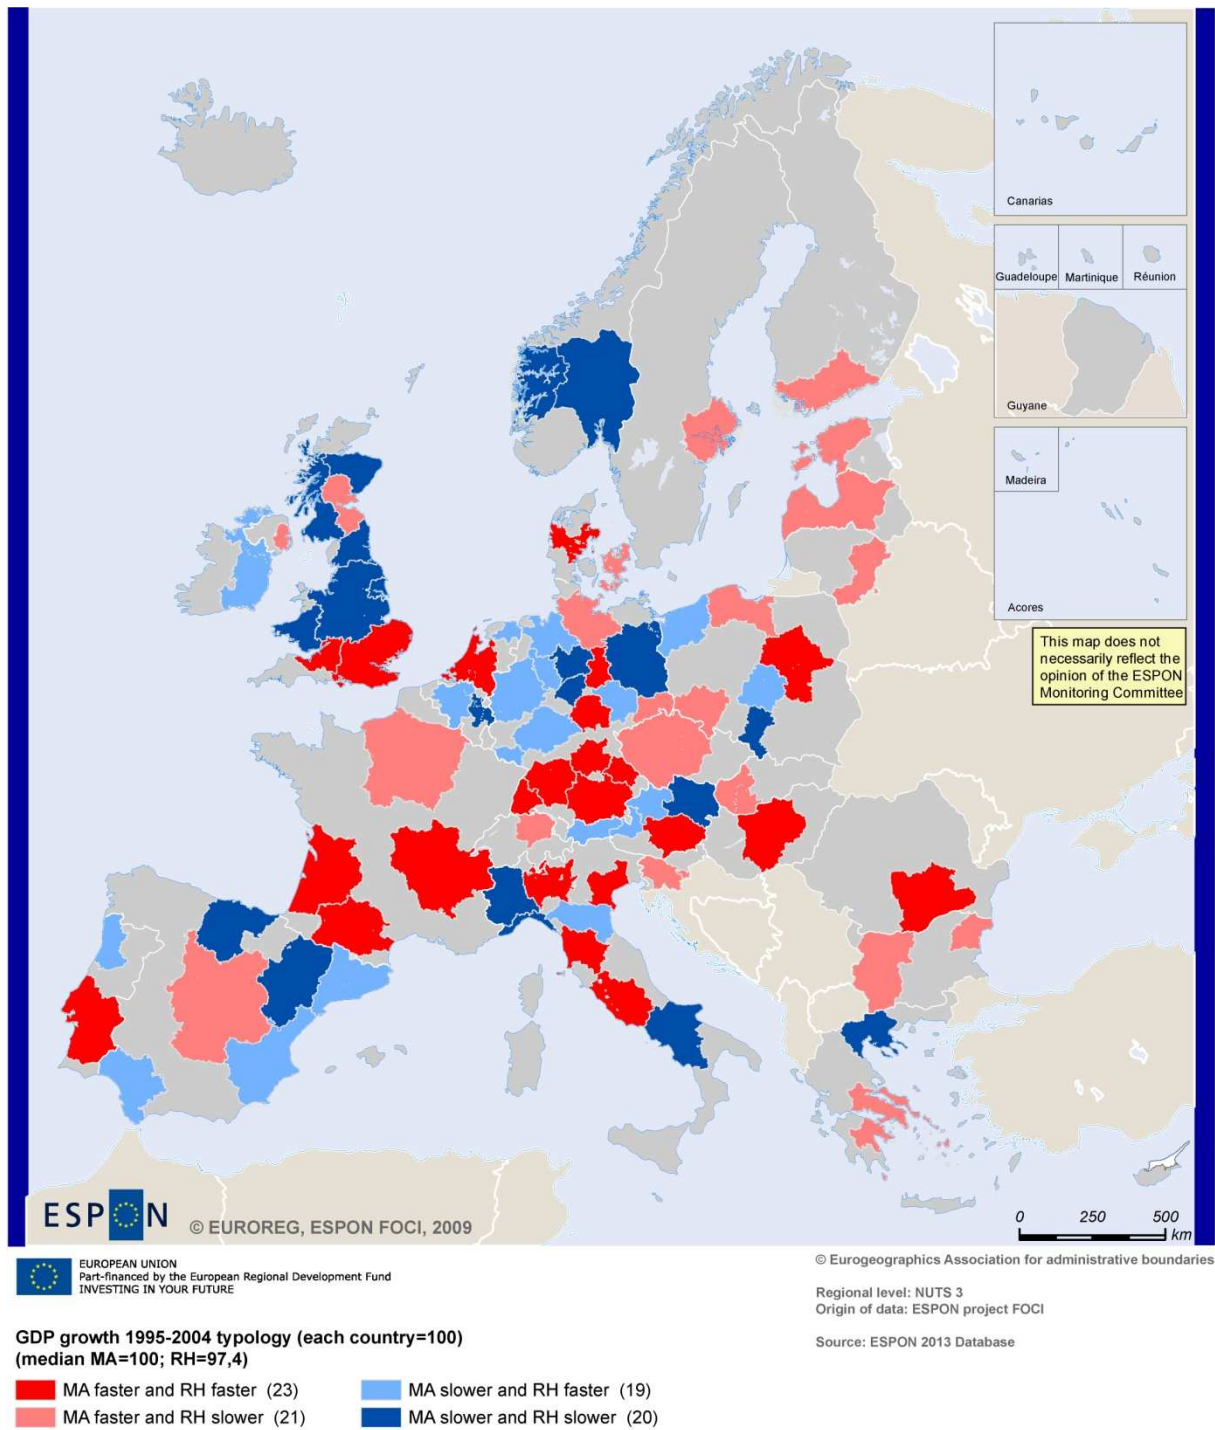 Canarias
Guadeloupe
Martinique
Réunion
Guyane
Madeira
Acores
This map does not
necessarily reflect the
opinion of the ESPON
Monitoring Committee
ESPON
© EUROREG, ESPON FOCI, 2009
0 250 500
km
EUROPEAN UNION
Part-financed by the European Regional Development Fund
INVESTING IN YOUR FUTURE
© Eurogeographics Association for administrative boundaries
Regional level: NUTS 3
Origin of data: ESPON project FOCI
Source: ESPON 2013 Database
GDP growth 1995-2004 typology (each country=100)
(median MA=100; RH=97,4)
MA faster and RH faster (23)
MA slower and RH faster (19)
MA faster and RH slower (21)
MA slower and RH slower (20)